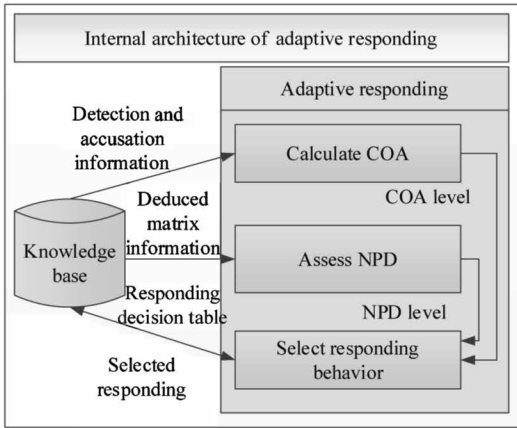 Internal architecture of adaptive responding
Adaptive responding
Detection and
accusation
information
Calculate COA
COA level
Deduced
matrix
information
Knowledge
base
Assess NPD
NPD level
Responding
decision table
Select responding
behavior
Selected
responding